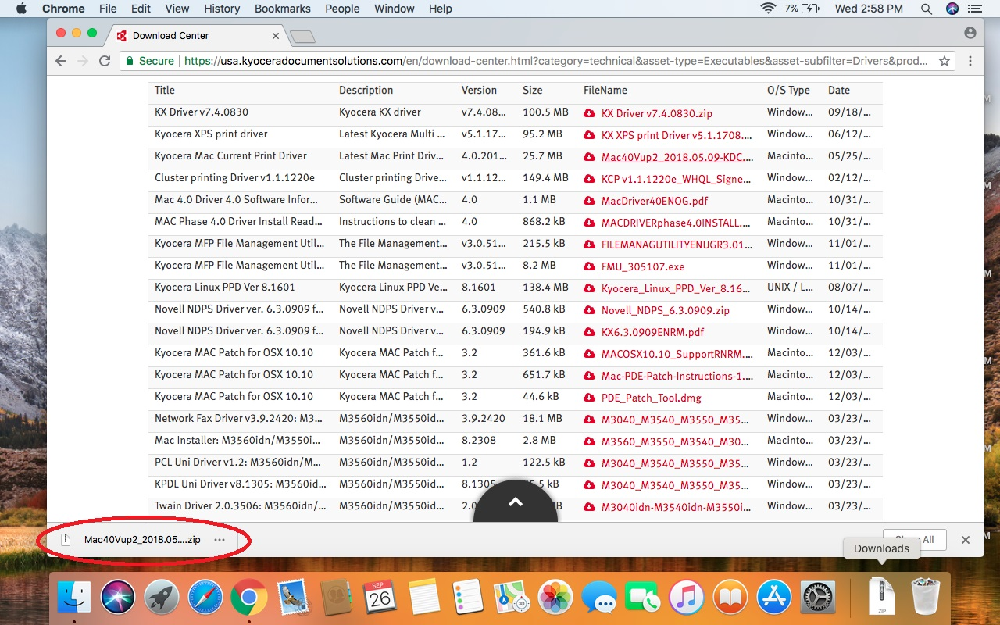 Chrome File Edit View History Bookmarks People Window Help 7% Wed 2:58 PM
Download Center
Secure https://usa.kyoceradocumentsolutions.com/en/download-center.html?category=technical&asset-type=Executables&asset-subfilter=Drivers&prod...
Title Description Version Size FileName O/S Type Date
KX Driver v7.4.0830 Kyocera KX driver v7.4.08... 100.5 MB KX Driver v7.4.0830.zip Window... 09/18/...
Kyocera XPS print driver Latest Kyocera Multi ... v5.1.17... 95.2 MB KX XPS print Driver v5.1.1708.... Window... 06/12/...
Kyocera Mac Current Print Driver Latest Mac Print Driv... 4.0.201... 25.7 MB Mac40Vup2_2018.05.09-KDC.... Macinto... 05/25/...
Cluster printing Driver v1.1.1220e Cluster printing Drive... v1.1.12... 149.4 MB KCP v1.1.1220e_WHQL_Signe... Window... 02/12/...
Mac 4.0 Driver 4.0 Software Infor... Software Guide (MAC... 4.0 1.1 MB MacDriver40ENOG.pdf Macinto... 10/31/...
MAC Phase 4.0 Driver Install Read... Instructions to clean ... 4.0 868.2 kB MACDRIVERphase4.0INSTALL.... Macinto... 10/31/...
Kyocera MFP File Management Util... The File Management... v3.0.51... 215.5 kB FILEMANAGUTILITYENUGR3.01... Window... 11/01/...
Kyocera MFP File Management Util... The File Management... v3.0.51... 8.2 MB FMU_305107.exe Window... 11/01/...
Kyocera Linux PPD Ver 8.1601 Kyocera Linux PPD Ve... 8.1601 138.4 MB Kyocera_Linux_PPD_Ver_8.16... UNIX / L... 08/07/...
Novell NDPS Driver ver. 6.3.0909 f... Novell NDPS Driver v... 6.3.0909 540.8 kB Novell_NDPS_6.3.0909.zip Window... 10/14/...
Novell NDPS Driver ver. 6.3.0909 f... Novell NDPS Driver v... 6.3.0909 194.9 kB KX6.3.0909ENRM.pdf Window... 10/14/...
Kyocera MAC Patch for OSX 10.10 Kyocera MAC Patch f... 3.2 361.6 kB MACOSX10.10_SupportRNRM.... Macinto... 12/03/...
Kyocera MAC Patch for OSX 10.10 Kyocera MAC Patch f... 3.2 651.7 kB Mac-PDE-Patch-Instructions-1.... Macinto... 12/03/...
Kyocera MAC Patch for OSX 10.10 Kyocera MAC Patch f... 3.2 44.6 kB PDE_Patch_Tool.dmg Macinto... 12/03/...
Network Fax Driver v3.9.2420: M3... M3560idn/M3550id... 3.9.2420 18.1 MB M3040_M3540_M3550_M35... Window... 03/23/...
Mac Installer: M3560idn/M3550i... M3560idn/M3550id... 8.2308 2.8 MB M3560_M3550_M3540_M30... Macinto... 03/23/...
PCL Uni Driver v1.2: M3560idn/M... M3560idn/M3550id... 1.2 122.5 kB M3040_M3540_M3550_M35... Window... 03/23/...
KPDL Uni Driver v8.1305: M3560id... M3560idn/M3550id... 8.1305 5 kB M3040_M3540_M3550_M35... Window... 03/23/...
Twain Driver 2.0.3506: M3560idn/... M3560idn/M3550id... 2.0 M3040idn-M3540idn-M3550i... Window... 03/23/...
Mac40Vup2_2018.05....zip Show All
Downloads
SEP
26
3D
ZIP